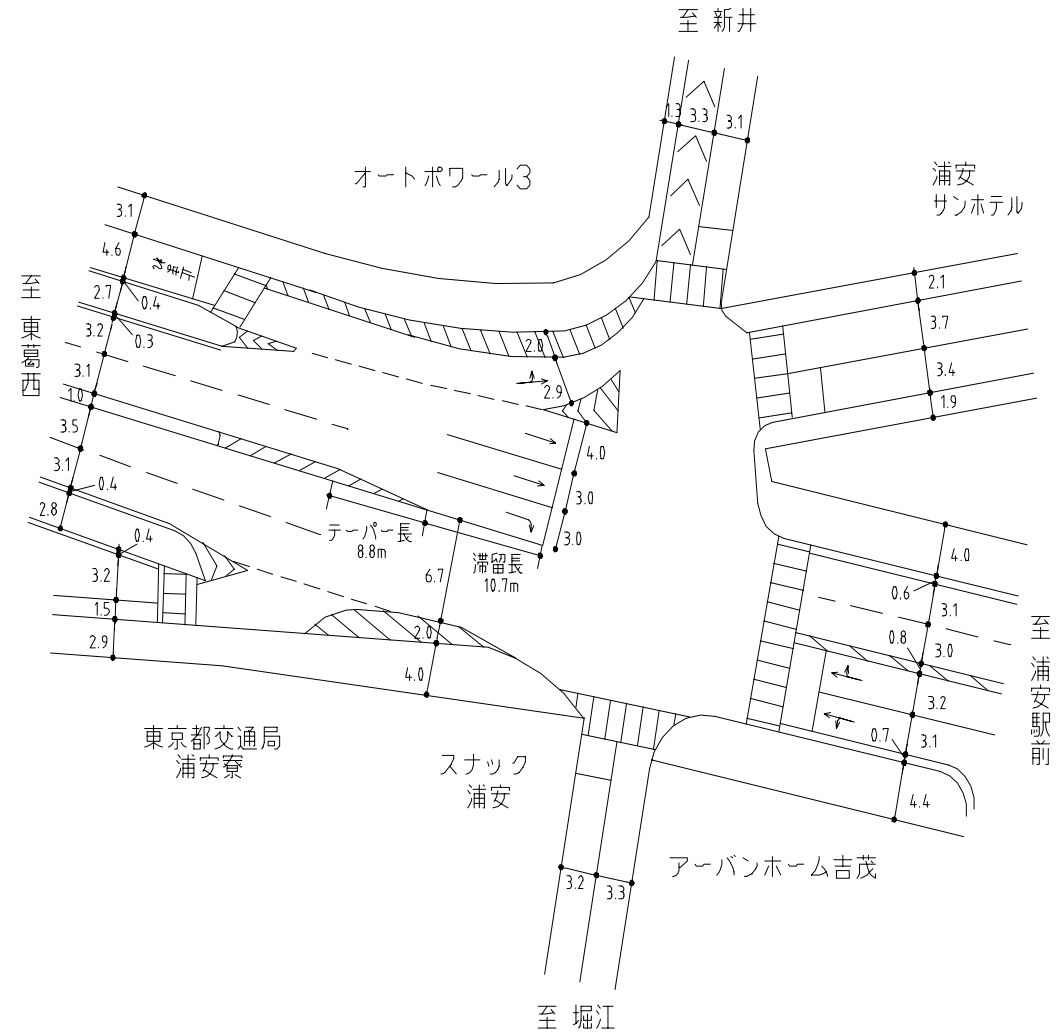 至 新井
1.3
3.3
3.1
オートポワール3
浦安
サンホテル
3.1
4.6
止まれ
2.7
0.4
3.2
0.3
3.1
1.0
3.5
3.1
0.4
2.8
0.4
3.2
1.5
2.9
至 東葛西
2.0
2.9
4.0
3.0
3.0
テーパー長
8.8m
滞留長
10.7m
6.7
2.0
4.0
2.1
3.7
3.4
1.9
4.0
0.6
3.1
0.8
3.0
3.2
0.7
3.1
4.4
至 浦安駅前
東京都交通局
浦安寮
スナック
浦安
アーバンホーム吉茂
3.2
3.3
至 堀江